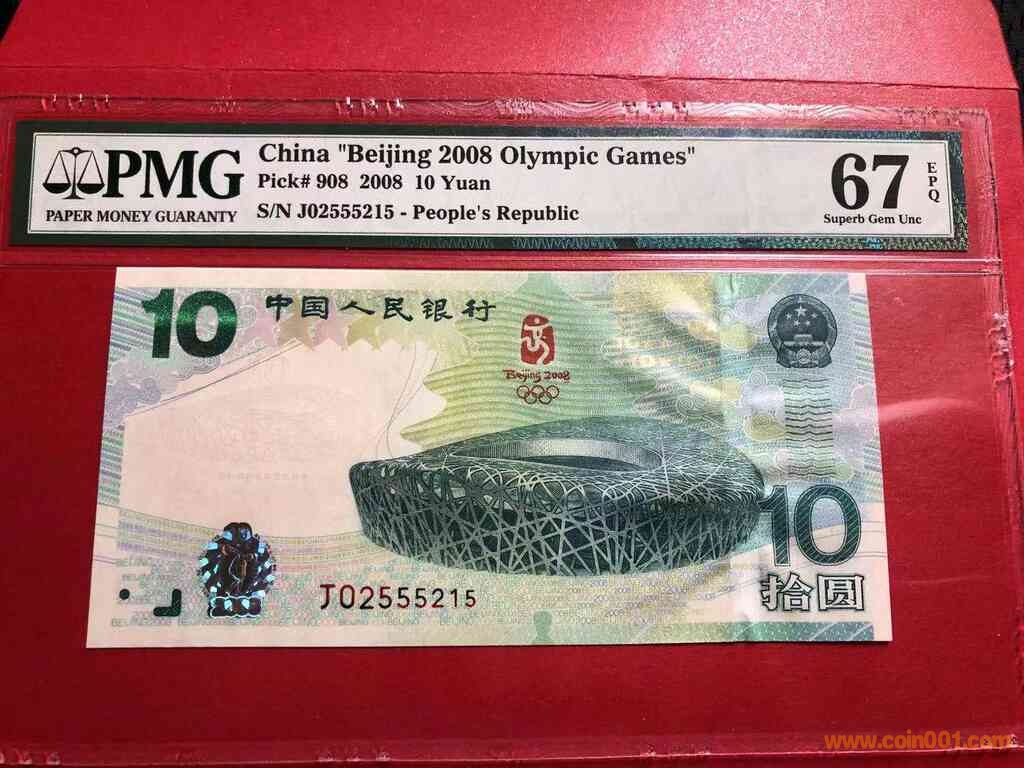 PMG
PAPER MONEY GUARANTY
China "Beijing 2008 Olympic Games"
Pick# 908 2008 10 Yuan
S/N J02555215 - People's Republic
67
EPQ
Superb Gem Unc
10
中国人民银行
Beijing 2008
10
拾圆
J02555215
www.coin001.com